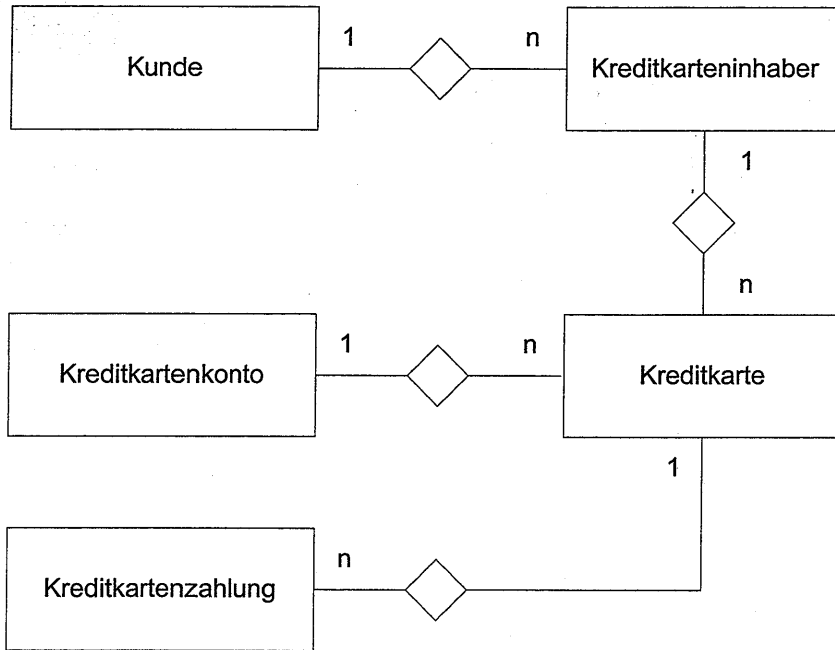 Kunde
1
n
Kreditkarteninhaber
1
n
Kreditkartenkonto
1
n
Kreditkarte
1
Kreditkartenzahlung
n